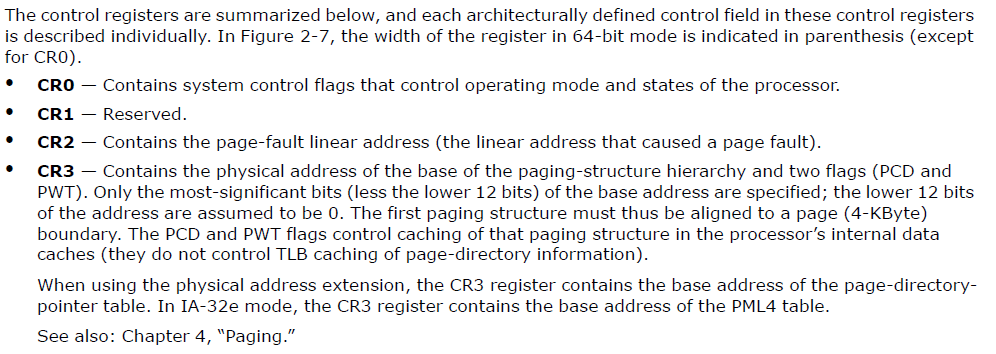 The control registers are summarized below, and each architecturally defined control field in these control registers
is described individually. In Figure 2-7, the width of the register in 64-bit mode is indicated in parenthesis (except
for CR0).
• CR0 — Contains system control flags that control operating mode and states of the processor.
• CR1 — Reserved.
• CR2 — Contains the page-fault linear address (the linear address that caused a page fault).
• CR3 — Contains the physical address of the base of the paging-structure hierarchy and two flags (PCD and
PWT). Only the most-significant bits (less the lower 12 bits) of the base address are specified; the lower 12 bits
of the address are assumed to be 0. The first paging structure must thus be aligned to a page (4-KByte)
boundary. The PCD and PWT flags control caching of that paging structure in the processor’s internal data
caches (they do not control TLB caching of page-directory information).
When using the physical address extension, the CR3 register contains the base address of the page-directory-
pointer table. In IA-32e mode, the CR3 register contains the base address of the PML4 table.
See also: Chapter 4, “Paging.”